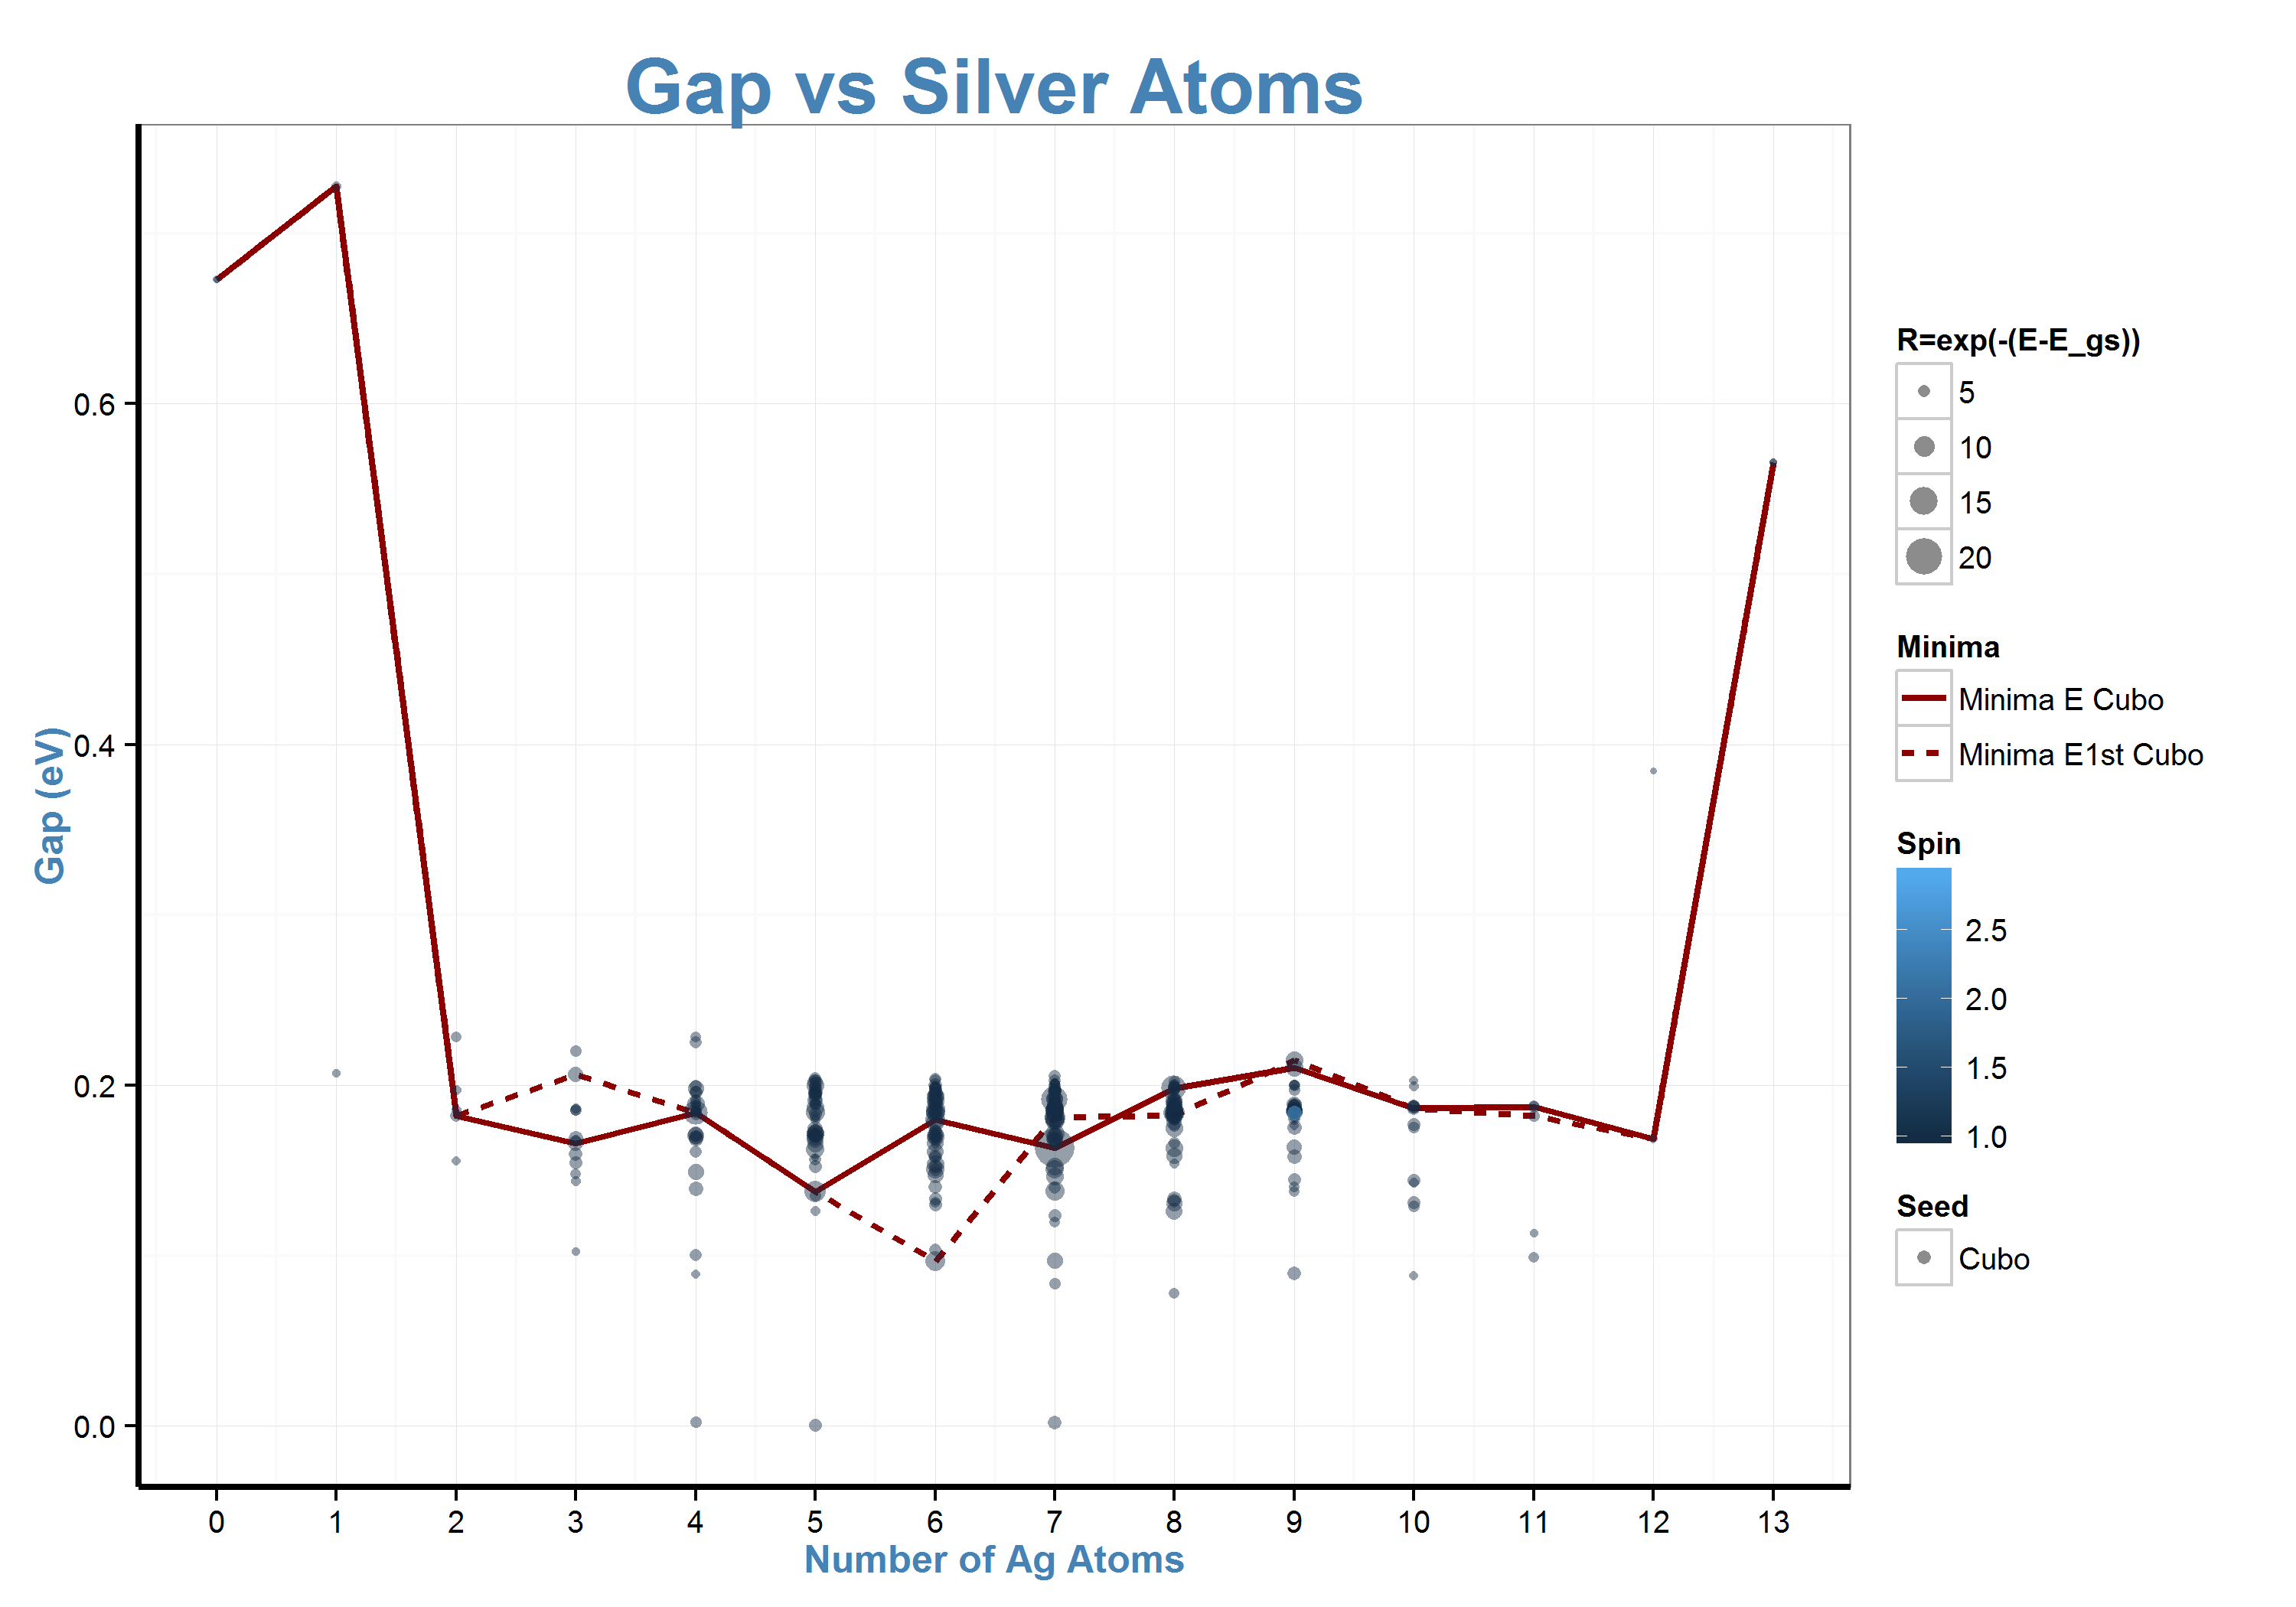 Gap vs Silver Atoms
Gap (eV)
0.6
0.4
0.2
0.0
0 1 2 3 4 5 6 7 8 9 10 11 12 13
Number of Ag Atoms
R=exp(-(E-E_gs))
5
10
15
20
Minima
Minima E Cubo
Minima E1st Cubo
Spin
2.5
2.0
1.5
1.0
Seed
Cubo